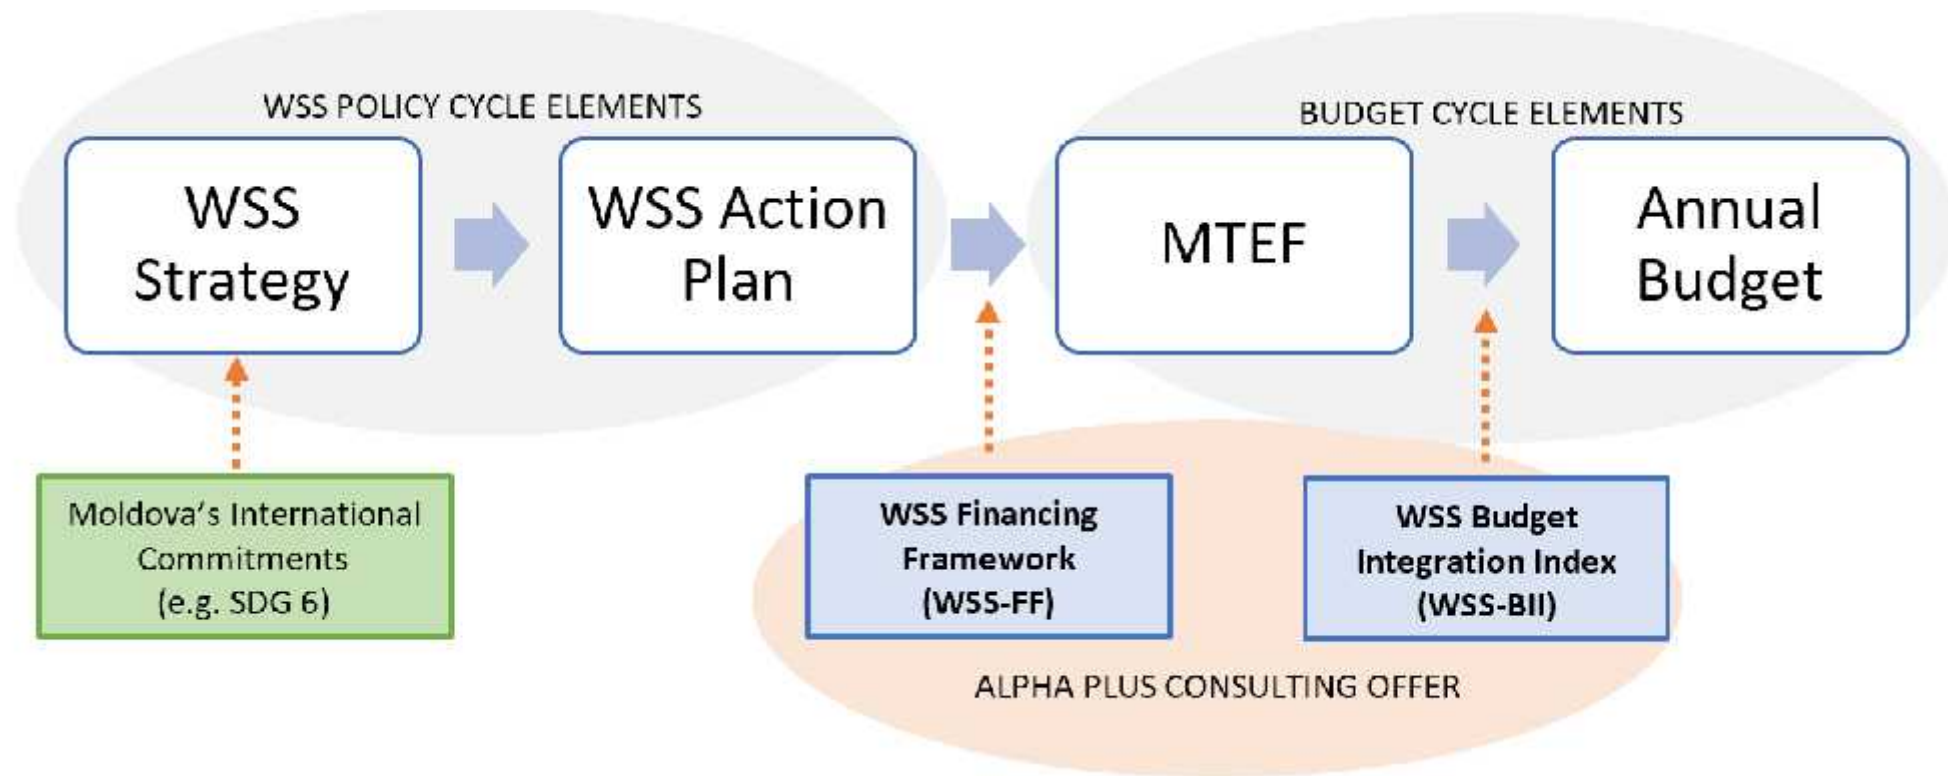 WSS POLICY CYCLE ELEMENTS
BUDGET CYCLE ELEMENTS
WSS
Strategy
WSS Action
Plan
MTEF
Annual
Budget
Moldova's International
Commitments
(e.g. SDG 6)
WSS Financing
Framework
(WSS-FF)
WSS Budget
Integration Index
(WSS-BII)
ALPHA PLUS CONSULTING OFFER